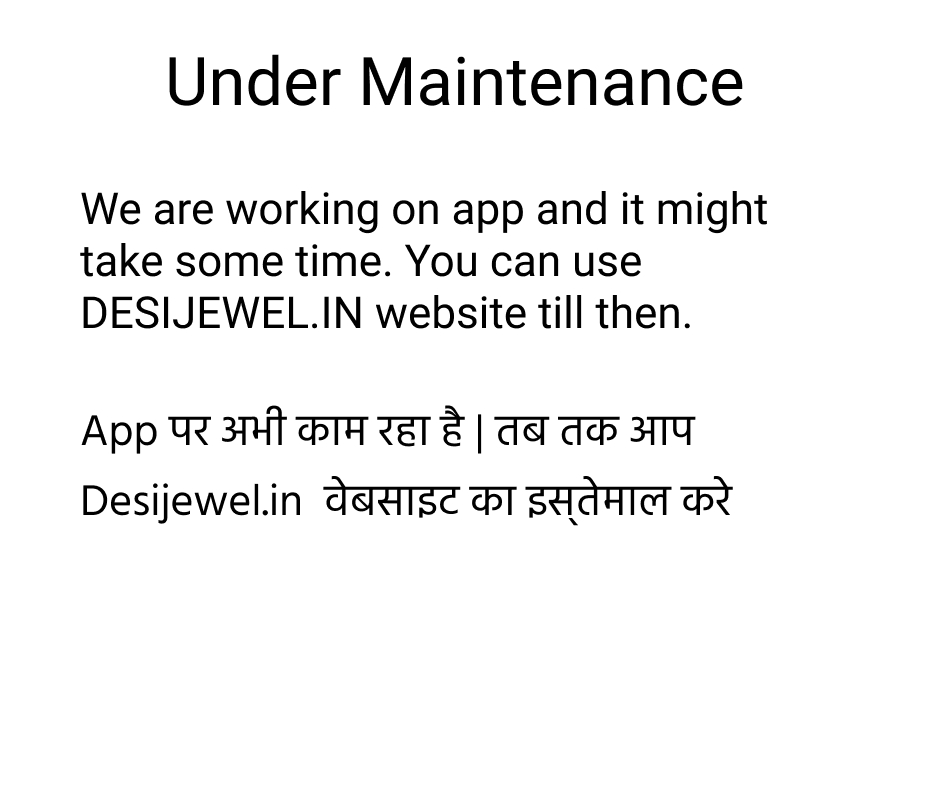 Under Maintenance
We are working on app and it might
take some time. You can use
DESIJEWEL.IN website till then.
App पर अभी काम रहा है | तब तक आप
Desijewel.in वेबसाइट का इस्‌तेमाल करे